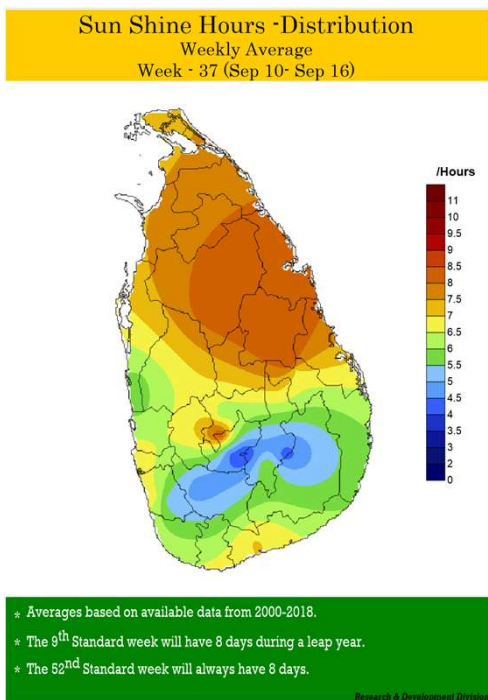 Sun Shine Hours -Distribution
Weekly Average
Week - 37 (Sep 10- Sep 16)
/Hours
11
10
9.5
9
8.5
8
7.5
7
6.5
6
5.5
5
4.5
4
3.5
3
2
0
* Averages based on available data from 2000-2018.
* The 9th Standard week will have 8 days during a leap year.
* The 52nd Standard week will always have 8 days.
Research & Development Division